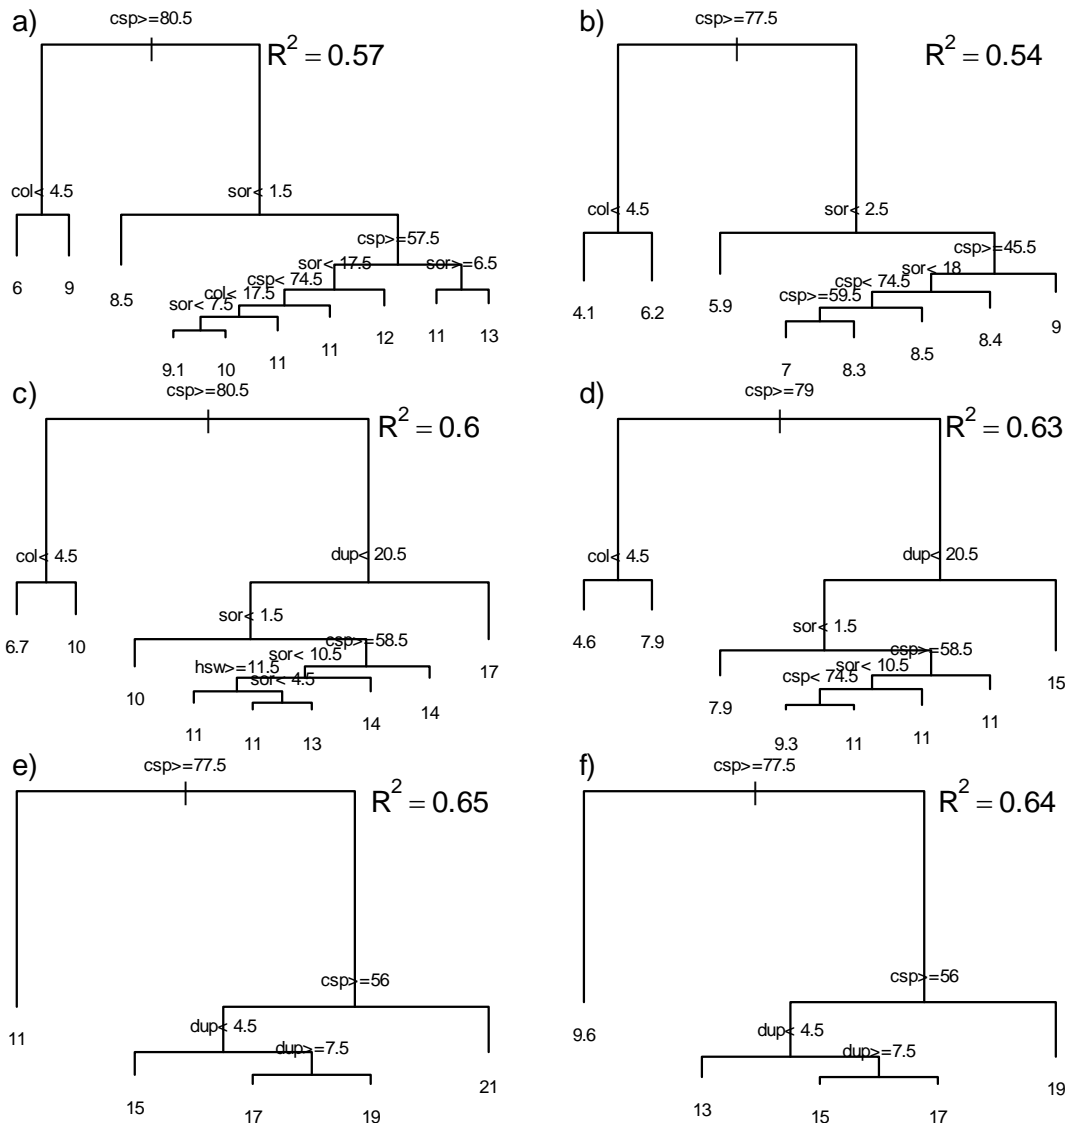 a)
csp>=80.5
R² = 0.57
col< 4.5
sor< 1.5
csp>=57.5
sor< 17.5
sor>=6.5
csp< 74.5
col< 17.5
sor< 7.5
6
9
8.5
9.1
10
11
11
12
11
13
b)
csp>=77.5
R² = 0.54
col< 4.5
sor< 2.5
csp>=45.5
sor< 18
csp< 74.5
csp>=59.5
4.1
6.2
5.9
7
8.3
8.5
8.4
9
c)
csp>=80.5
R² = 0.6
col< 4.5
dup< 20.5
sor< 1.5
csp>=58.5
sor< 10.5
hsw>=11.5
sor< 4.5
6.7
10
10
11
11
13
14
14
17
d)
csp>=79
R² = 0.63
col< 4.5
dup< 20.5
sor< 1.5
csp>=58.5
sor< 10.5
csp< 74.5
4.6
7.9
7.9
9.3
11
11
11
15
e)
csp>=77.5
R² = 0.65
csp>=56
dup< 4.5
dup>=7.5
11
15
17
19
21
f)
csp>=77.5
R² = 0.64
csp>=56
dup< 4.5
dup>=7.5
9.6
13
15
17
19